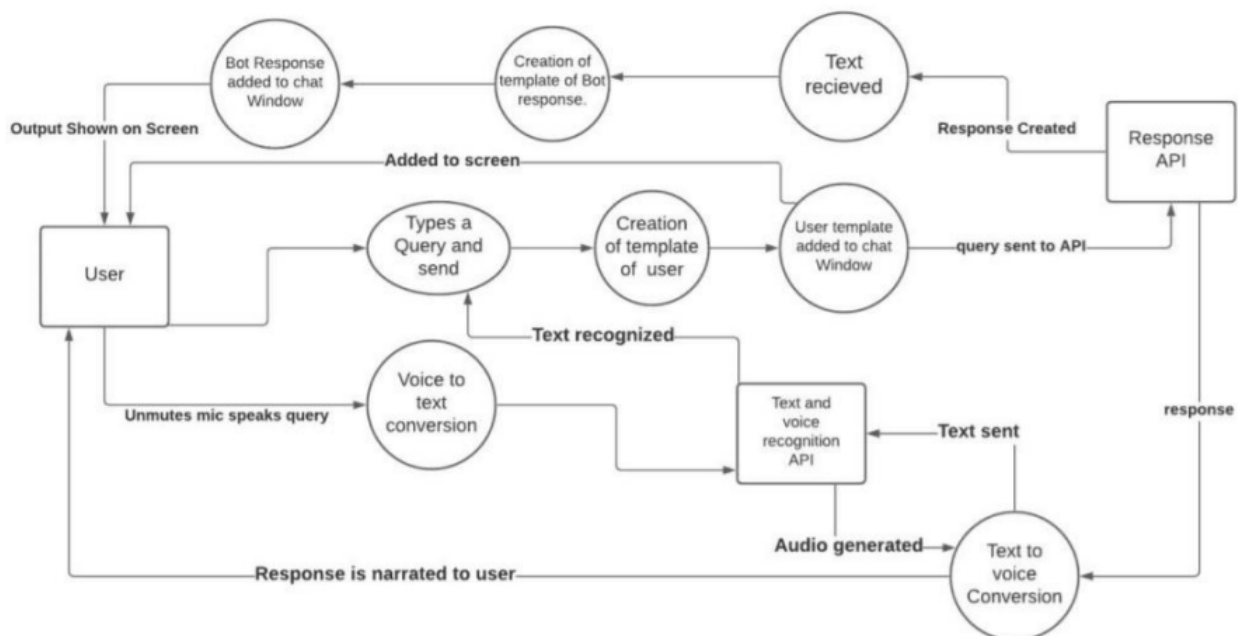 Bot Response
added to chat
Window
Creation of
template of Bot
response.
Text
recieved
Output Shown on Screen
Response Created
Response
API
Added to screen
User
Types a
Query and
send
Creation
of template
of user
User template
added to chat
Window
query sent to API
Text recognized
Unmutes mic speaks query
Voice to
text
conversion
Text and
voice
recognition
API
response
Text sent
Audio generated
Response is narrated to user
Text to
voice
Conversion